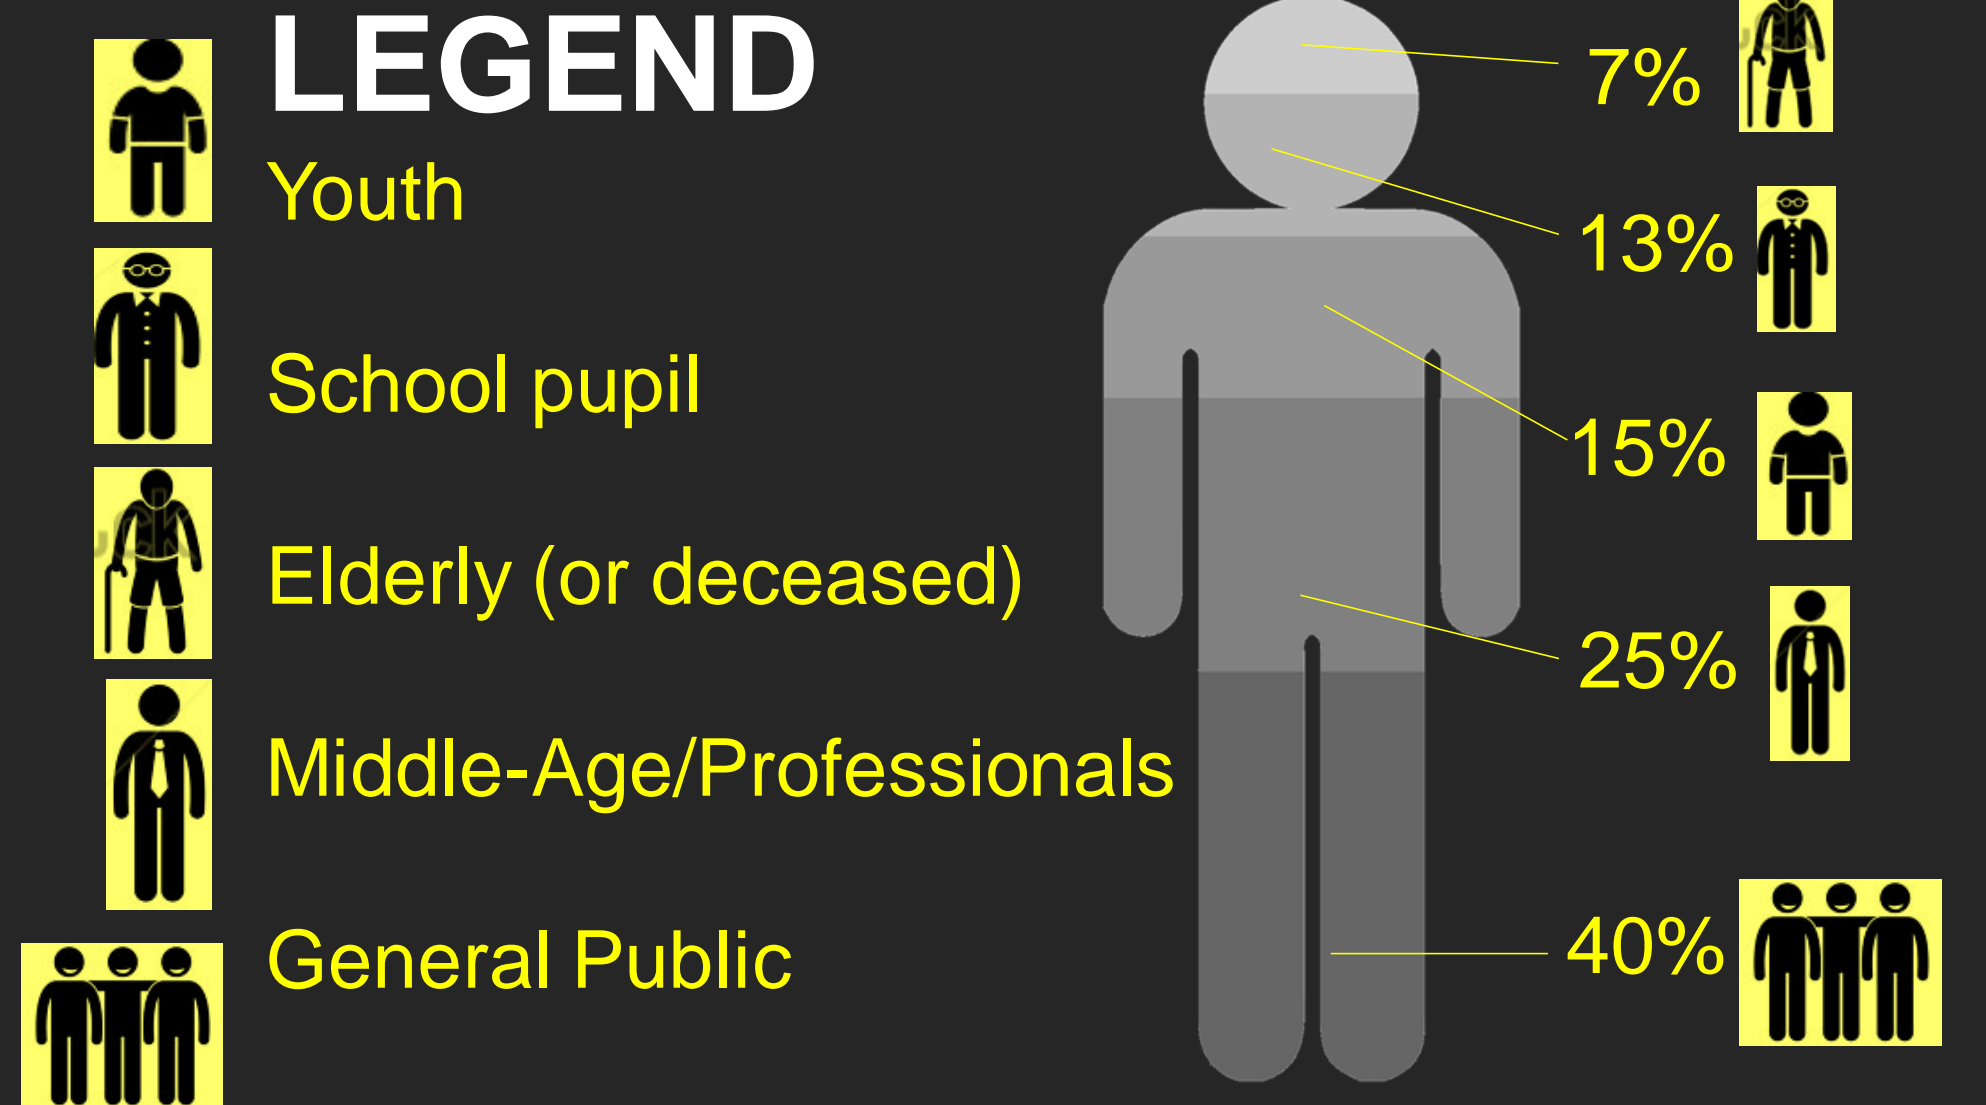 LEGEND
Youth
School pupil
Elderly (or deceased)
Middle-Age/Professionals
General Public
7%
13%
15%
25%
40%